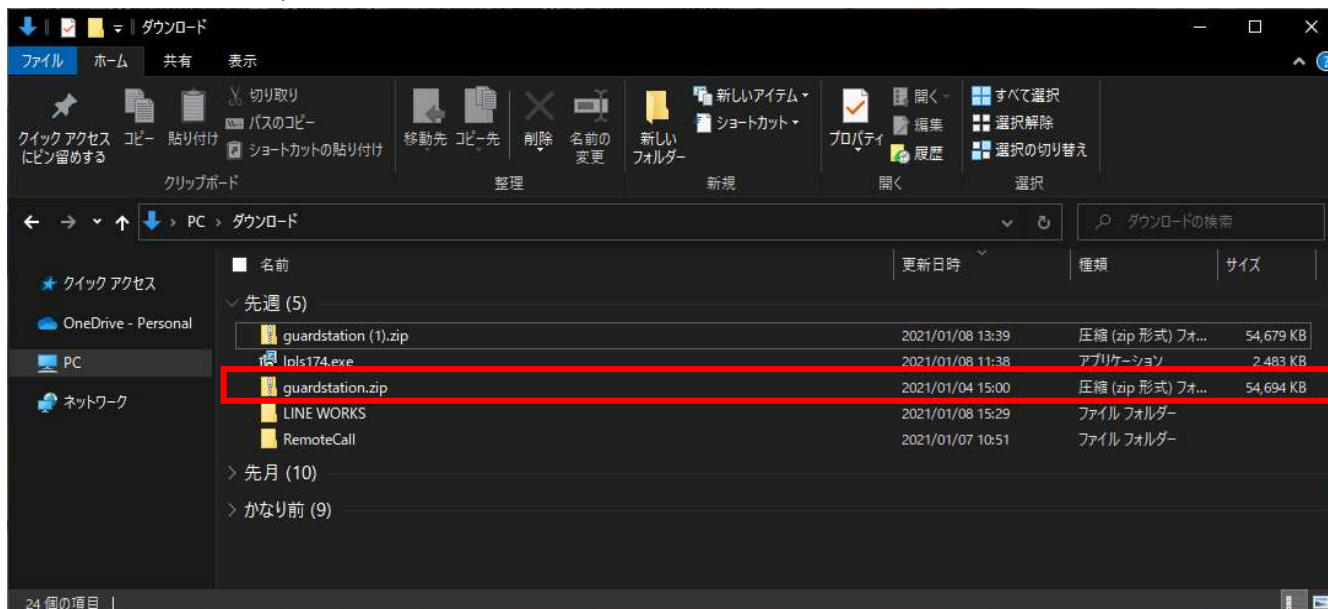 ダウンロード
ファイル ホーム 共有 表示
クイック アクセス
にピン留めする
コピー
貼り付け
切り取り
パスのコピー
ショートカットの貼り付け
クリップボード
移動先
コピー先
削除
名前の
変更
整理
新しい
フォルダー
新しいアイテム
ショートカット
新規
プロパティ
開く
編集
履歴
開く
すべて選択
選択解除
選択の切り替え
選択
PC › ダウンロード
ダウンロードの検索
クイック アクセス
OneDrive - Personal
PC
ネットワーク
名前 更新日時 種類 サイズ
先週 (5)
guardstation (1).zip 2021/01/08 13:39 圧縮 (zip 形式) フォ... 54,679 KB
lpls174.exe 2021/01/08 11:38 アプリケーション 2,483 KB
guardstation.zip 2021/01/04 15:00 圧縮 (zip 形式) フォ... 54,694 KB
LINE WORKS 2021/01/08 15:29 ファイル フォルダー
RemoteCall 2021/01/07 10:51 ファイル フォルダー
先月 (10)
かなり前 (9)
24 個の項目